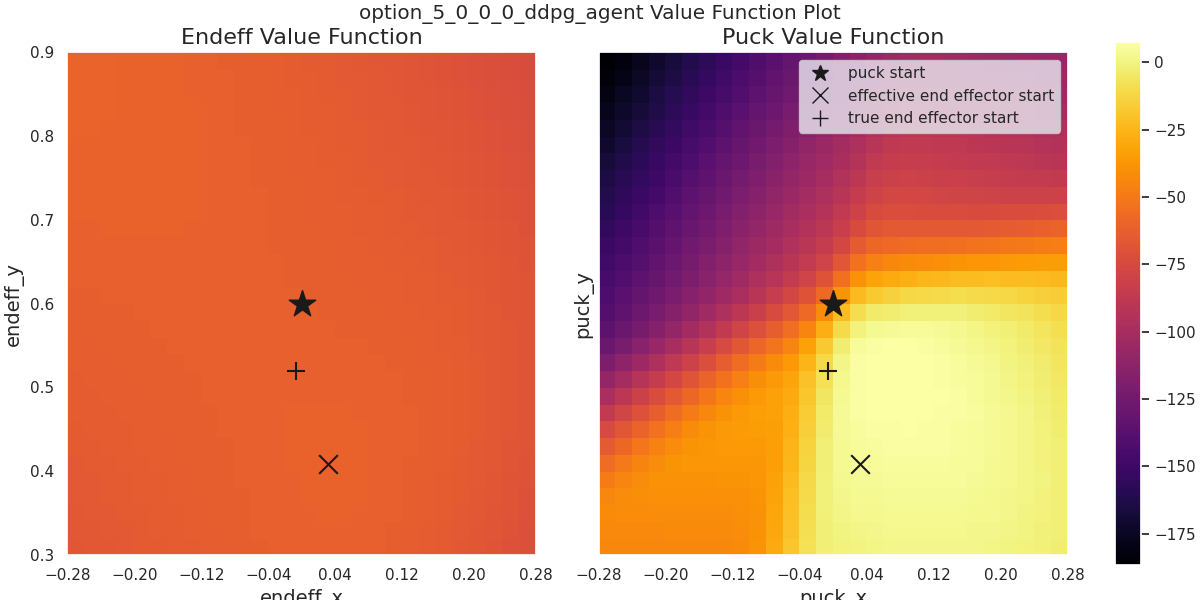 option_5_0_0_0_ddpg_agent Value Function Plot
Endeff Value Function
Puck Value Function
0.9
0.8
0.7
0.6
0.5
0.4
0.3
endeff_y
−0.28 −0.20 −0.12 −0.04 0.04 0.12 0.20 0.28
endeff_x
puck start
effective end effector start
true end effector start
puck_y
−0.28 −0.20 −0.12 −0.04 0.04 0.12 0.20 0.28
puck_x
0
−25
−50
−75
−100
−125
−150
−175